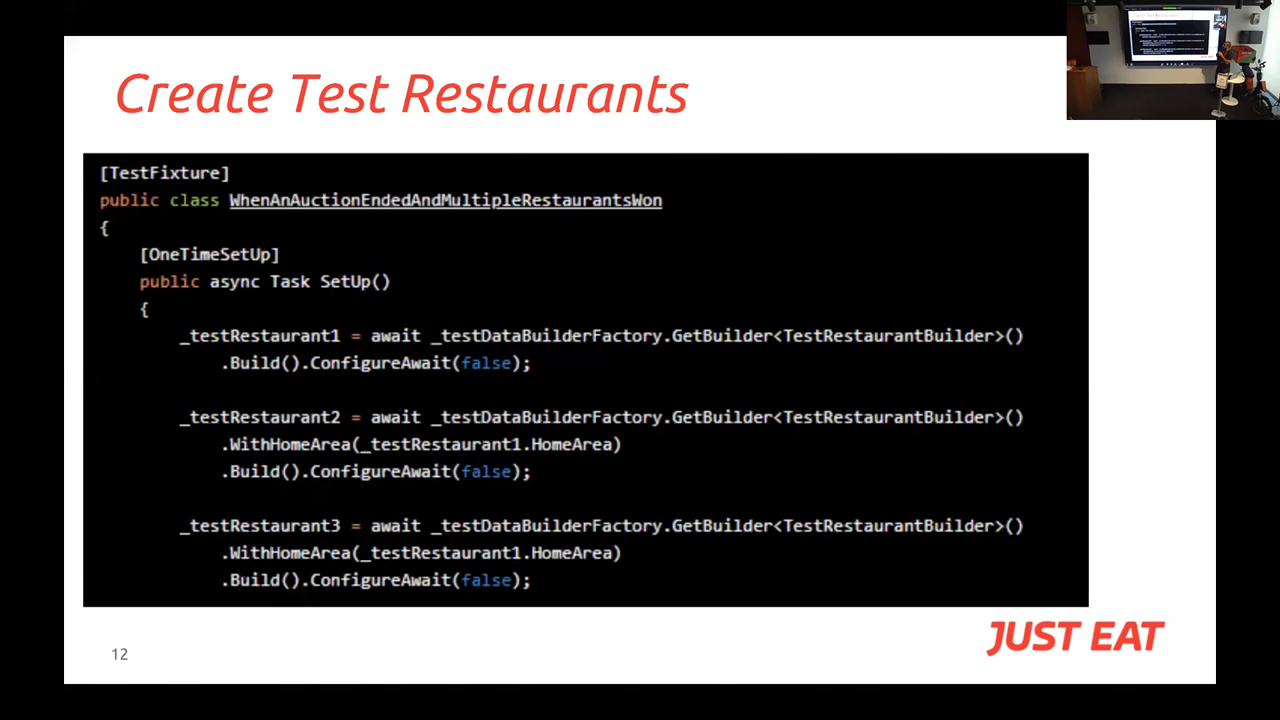 Create Test Restaurants
[TestFixture]
public class WhenAnAuctionEndedAndMultipleRestaurantsWon
{
[OneTimeSetUp]
public async Task SetUp()
{
_testRestaurant1 = await _testDataBuilderFactory.GetBuilder<TestRestaurantBuilder>()
.Build().ConfigureAwait(false);
_testRestaurant2 = await _testDataBuilderFactory.GetBuilder<TestRestaurantBuilder>()
.WithHomeArea(_testRestaurant1.HomeArea)
.Build().ConfigureAwait(false);
_testRestaurant3 = await _testDataBuilderFactory.GetBuilder<TestRestaurantBuilder>()
.WithHomeArea(_testRestaurant1.HomeArea)
.Build().ConfigureAwait(false);
12
JUST EAT